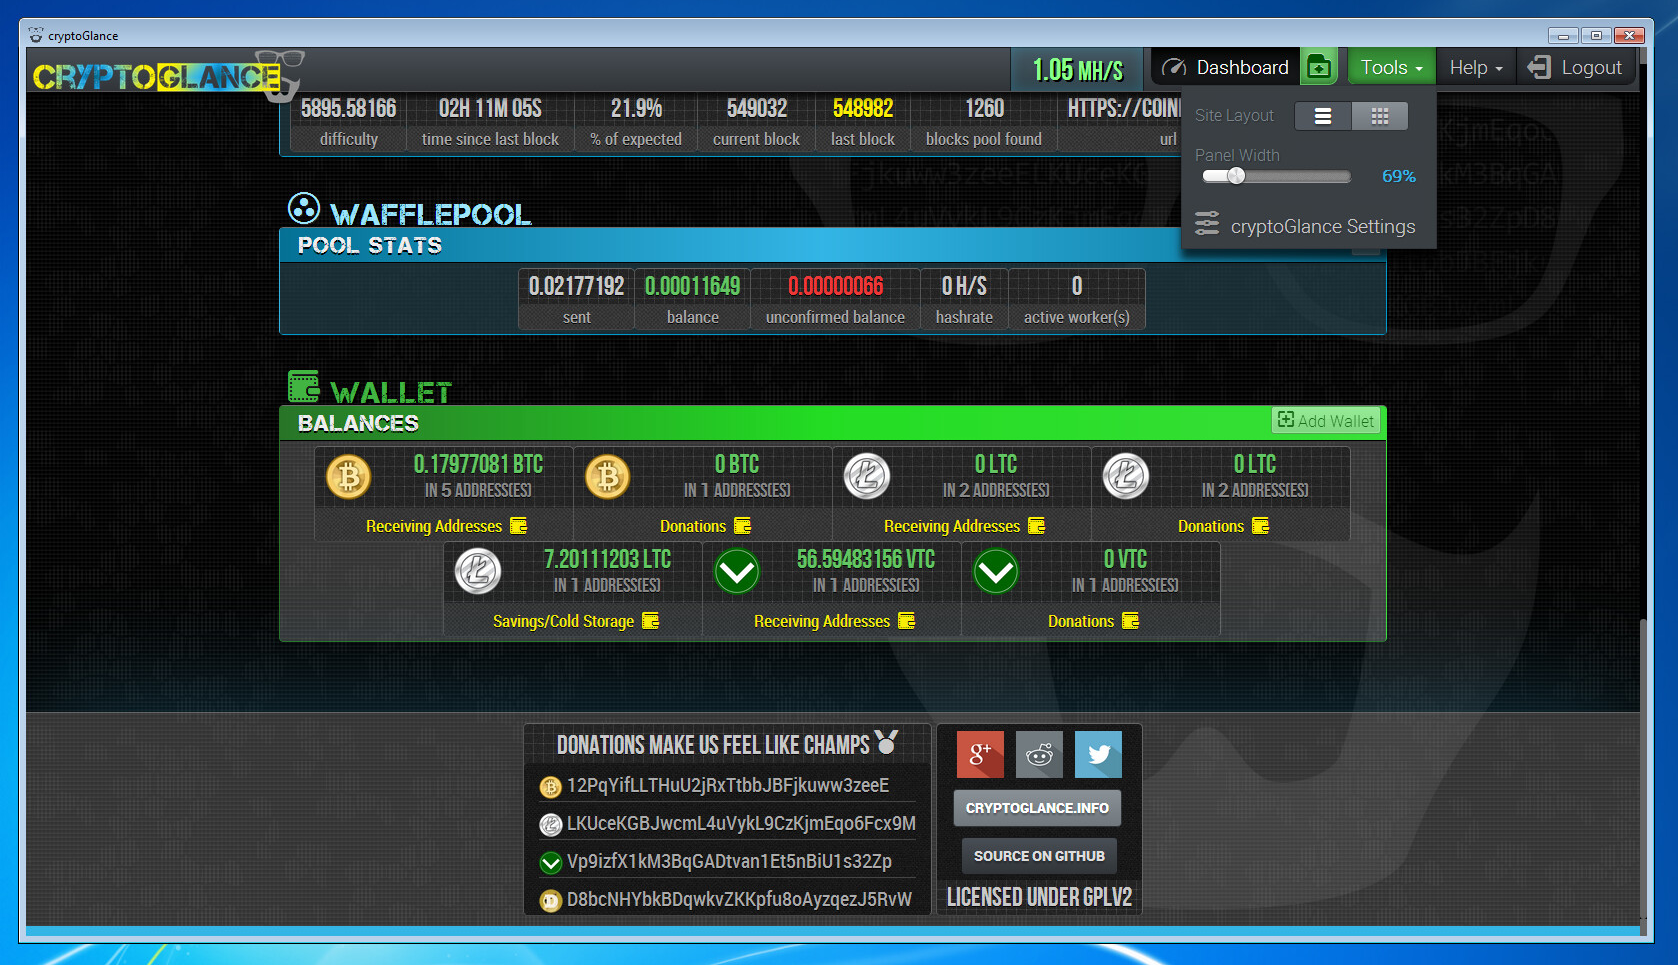 cryptoGlance
CRYPTOGLANCE
1.05 MH/S
Dashboard
Tools
Help
Logout
5895.58166
02H 11M 05S
21.9%
549032
548982
1260
HTTPS://COIN
difficulty
time since last block
% of expected
current block
last block
blocks pool found
url
Site Layout
Panel Width
69%
cryptoGlance Settings
WAFFLEPOOL
POOL STATS
0.02177192
0.00011649
0.00000066
0 H/S
0
sent
balance
unconfirmed balance
hashrate
active worker(s)
WALLET
BALANCES
Add Wallet
0.17977081 BTC
IN 5 ADDRESS(ES)
Receiving Addresses
0 BTC
IN 1 ADDRESS(ES)
Donations
0 LTC
IN 2 ADDRESS(ES)
Receiving Addresses
0 LTC
IN 2 ADDRESS(ES)
Donations
7.20111203 LTC
IN 1 ADDRESS(ES)
Savings/Cold Storage
56.59483156 VTC
IN 1 ADDRESS(ES)
Receiving Addresses
0 VTC
IN 1 ADDRESS(ES)
Donations
DONATIONS MAKE US FEEL LIKE CHAMPS
12PqYifLLTHuU2jRxTtbbJBFjkuww3zeeE
LKUceKGBJwcmL4uVykL9CzKjmEqo6Fcx9M
Vp9izfX1kM3BqGADtvan1Et5nBiU1s32Zp
D8bcNHYbkBDqwkvZKKpfu8oAyzqezJ5RvW
g+
CRYPTOGLANCE.INFO
SOURCE ON GITHUB
LICENSED UNDER GPLV2